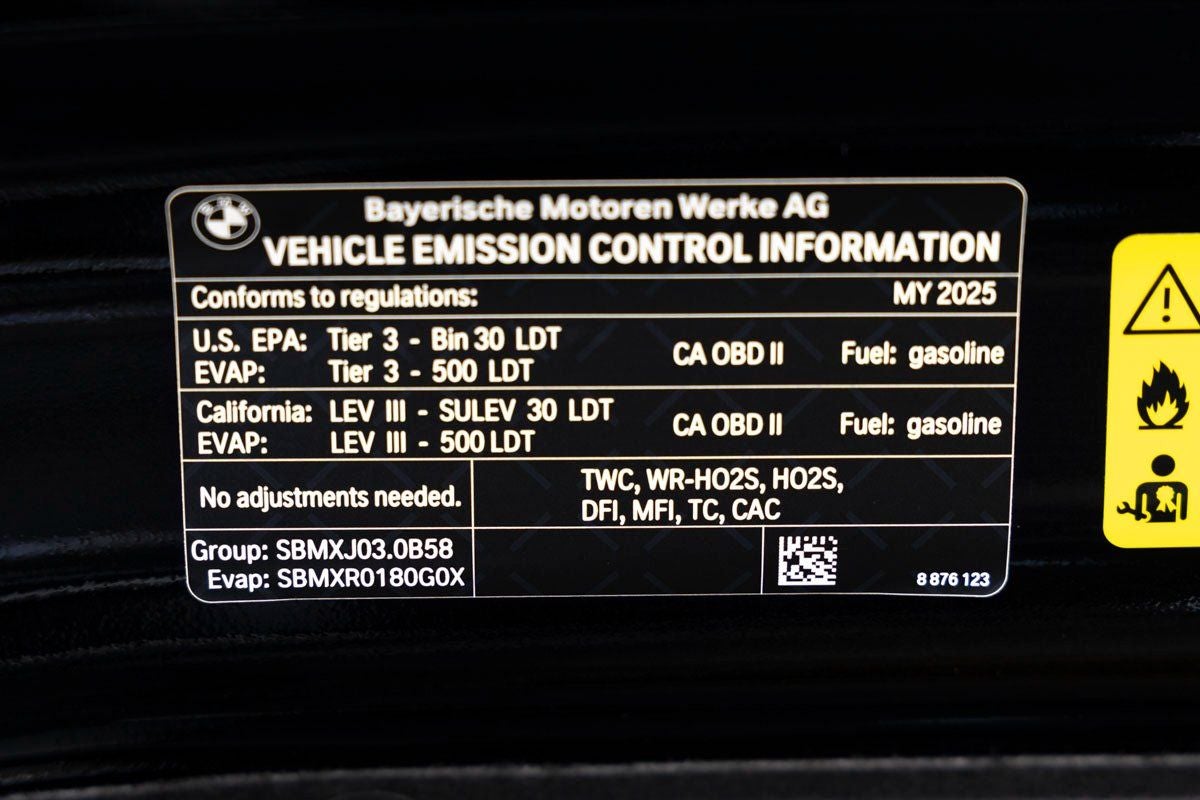 Bayerische Motoren Werke AG
VEHICLE EMISSION CONTROL INFORMATION
Conforms to regulations: MY 2025
U.S. EPA: Tier 3 - Bin 30 LDT CA OBD II Fuel: gasoline
EVAP: Tier 3 - 500 LDT
California: LEV III - SULEV 30 LDT CA OBD II Fuel: gasoline
EVAP: LEV III - 500 LDT
No adjustments needed.
TWC, WR-HO2S, HO2S,
DFI, MFI, TC, CAC
Group: SBMXJ03.0B58
Evap: SBMXR0180G0X
8 876 123